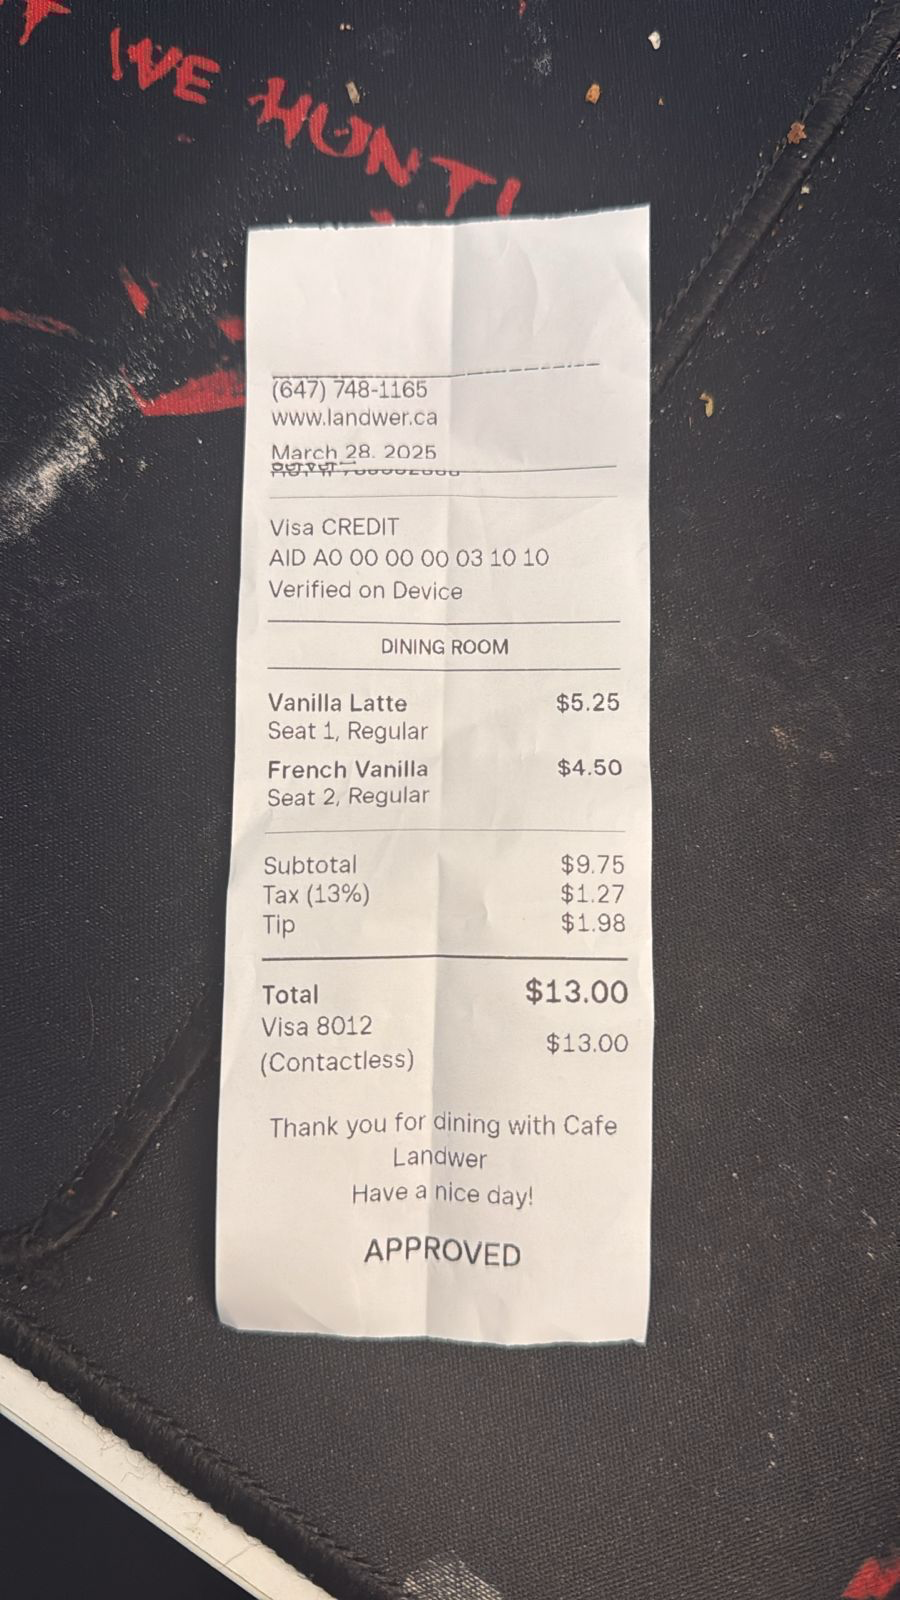 WE HUNT!
(647) 748-1165
www.landwer.ca
March 28. 2025
Visa CREDIT
AID A0 00 00 00 03 10 10
Verified on Device
DINING ROOM
Vanilla Latte $5.25
Seat 1, Regular
French Vanilla $4.50
Seat 2, Regular
Subtotal $9.75
Tax (13%) $1.27
Tip $1.98
Total $13.00
Visa 8012
(Contactless) $13.00
Thank you for dining with Cafe
Landwer
Have a nice day!
APPROVED